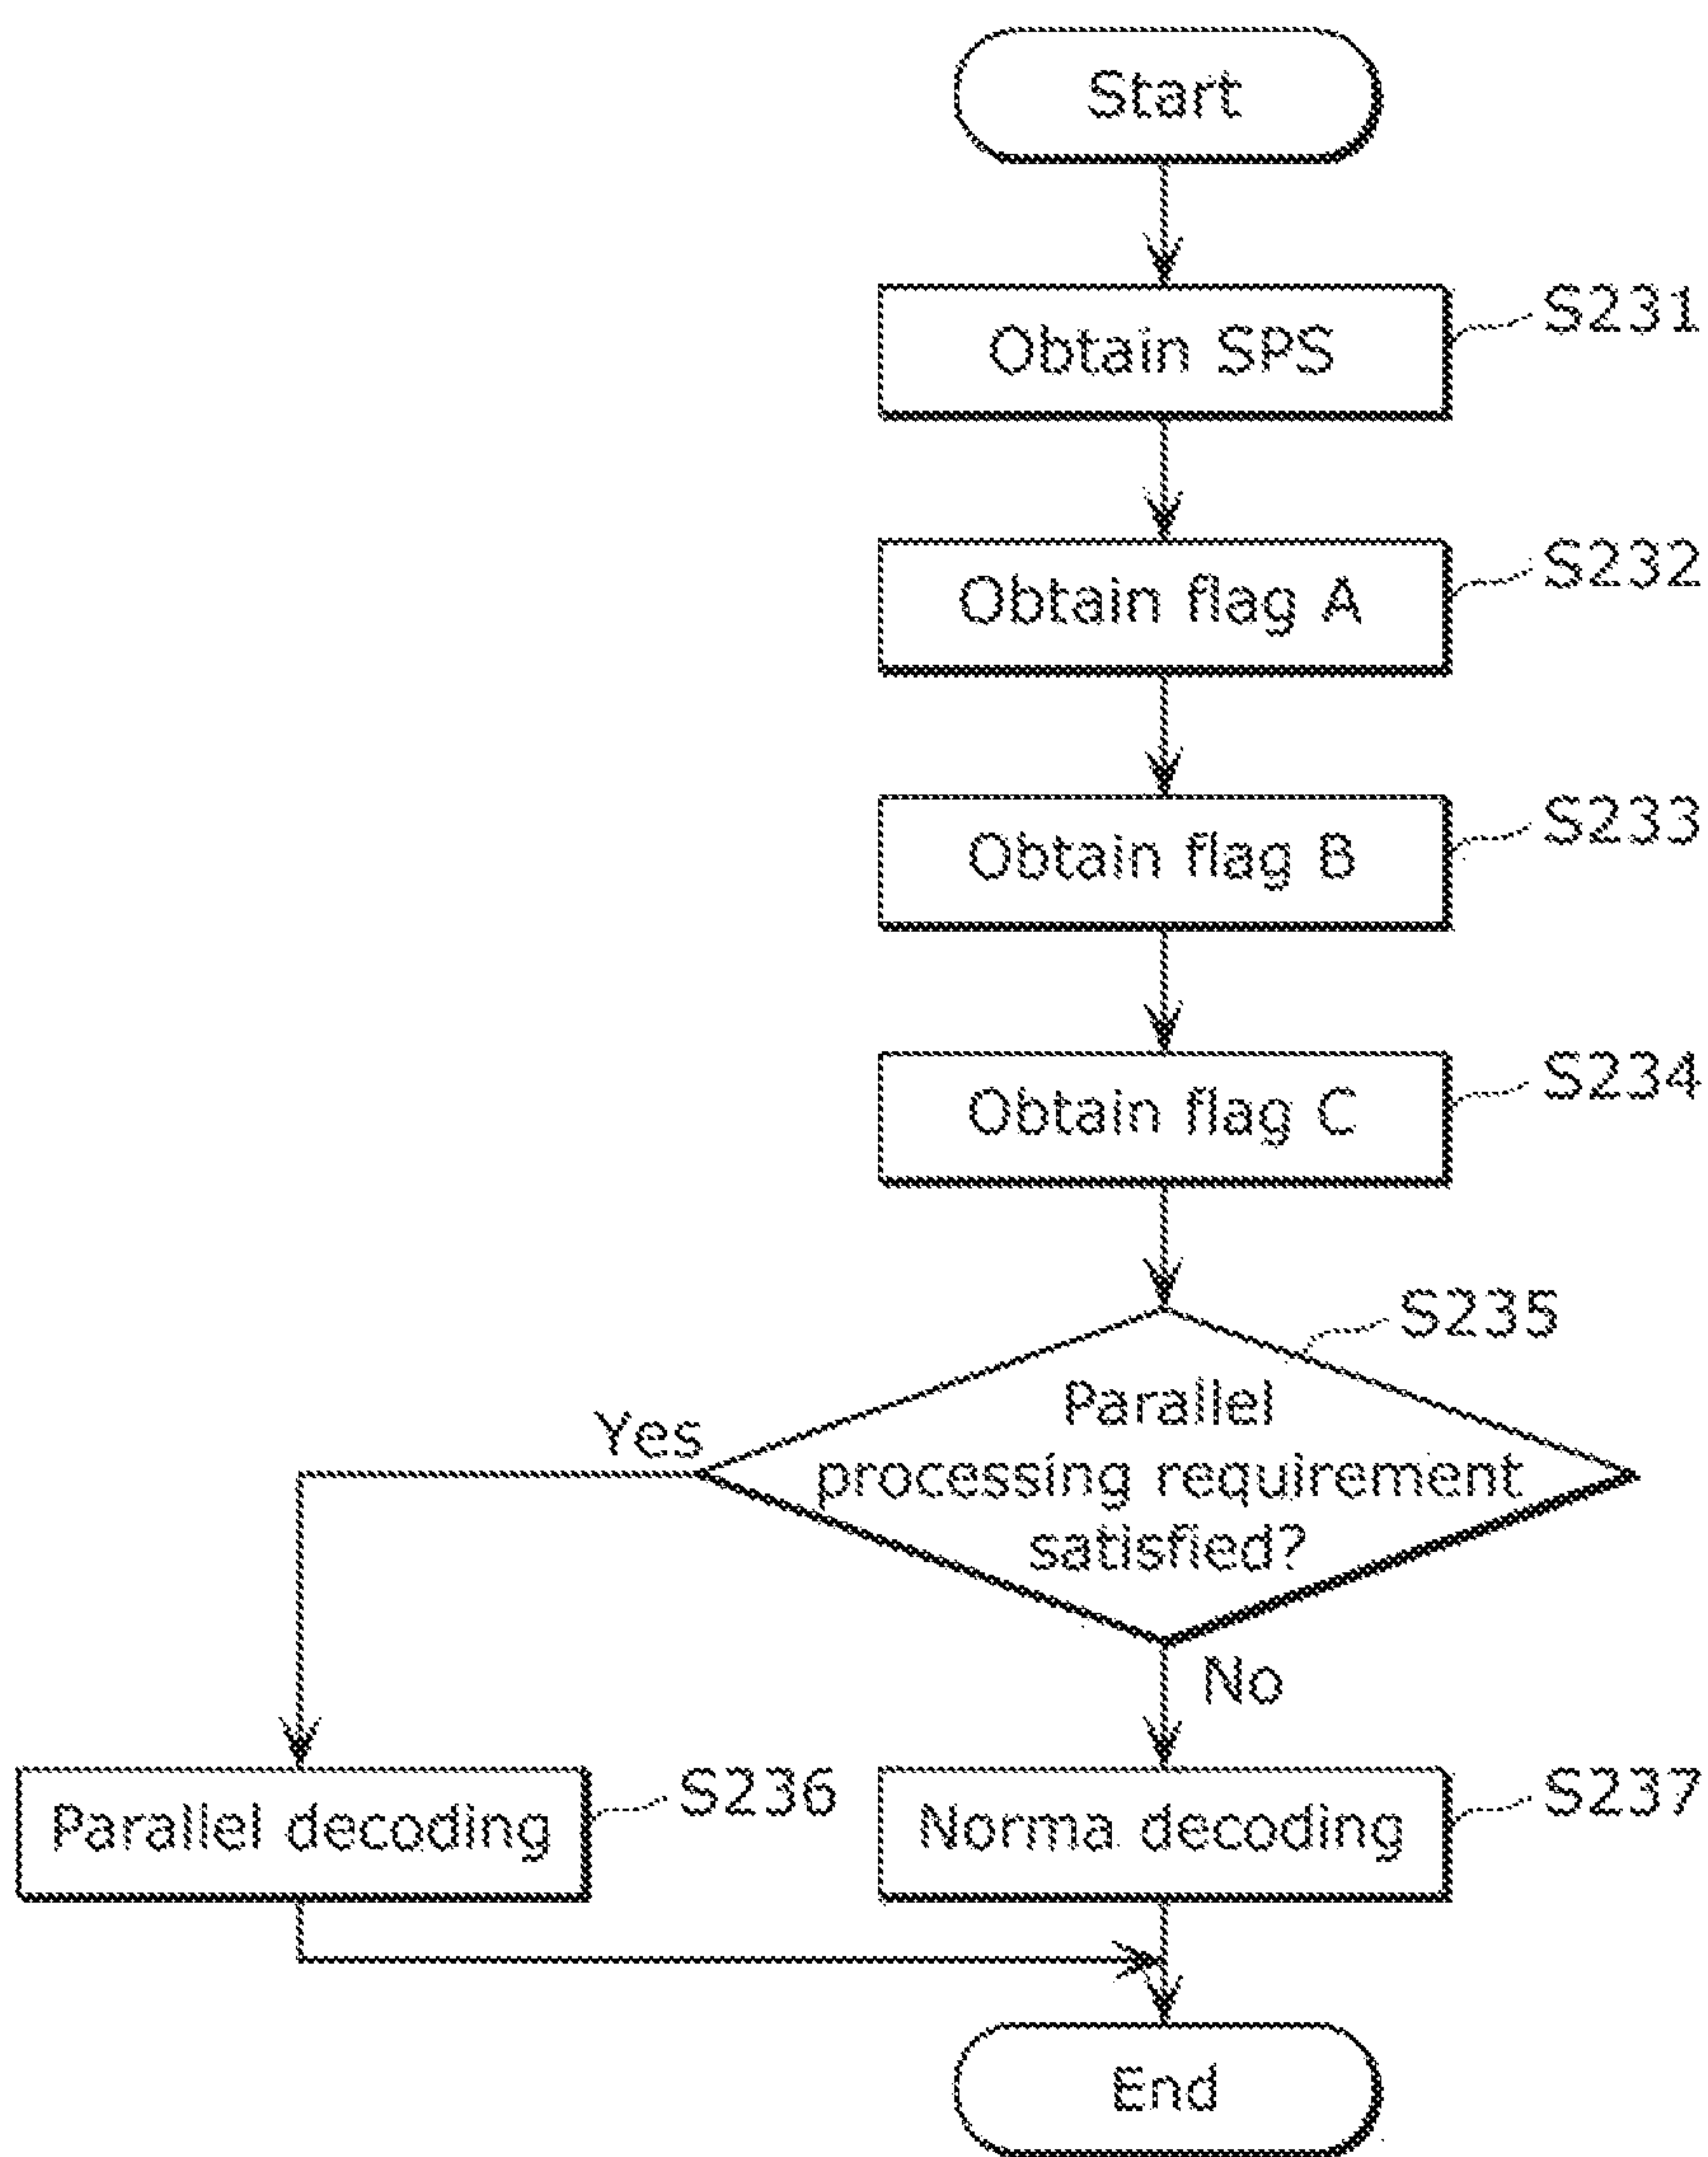 Start
Obtain SPS
S231
Obtain flag A
S232
Obtain flag B
S233
Obtain flag C
S234
S235
Parallel
processing requirement
satisfied?
Yes
No
Parallel decoding
S236
Norma decoding
S237
End